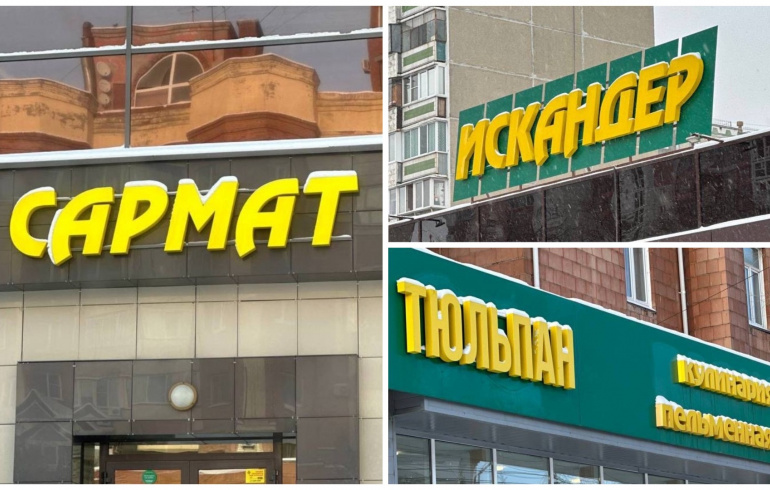 САРМАТ
ИСКАНДЕР
ТЮЛЬПАН
кулинария
пельменная